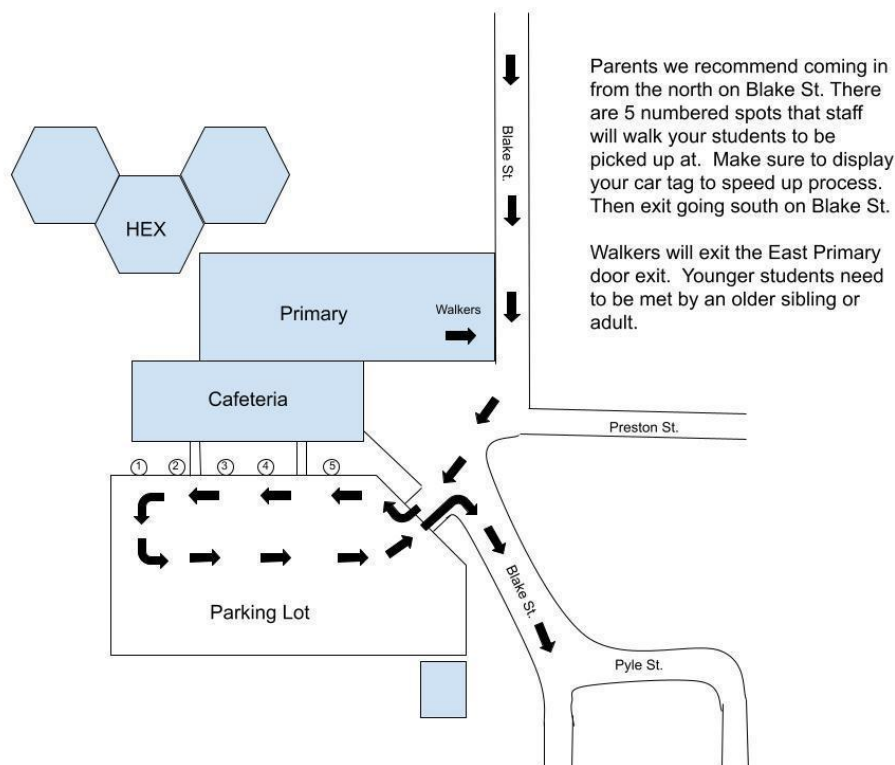 Parents we recommend coming in
from the north on Blake St. There
are 5 numbered spots that staff
will walk your students to be
picked up at.  Make sure to display
your car tag to speed up process.
Then exit going south on Blake St.
Walkers will exit the East Primary
door exit.  Younger students need
to be met by an older sibling or
adult.
Blake St.
HEX
Primary
Walkers
Cafeteria
Preston St.
1 2 3 4 5
Blake St.
Parking Lot
Pyle St.